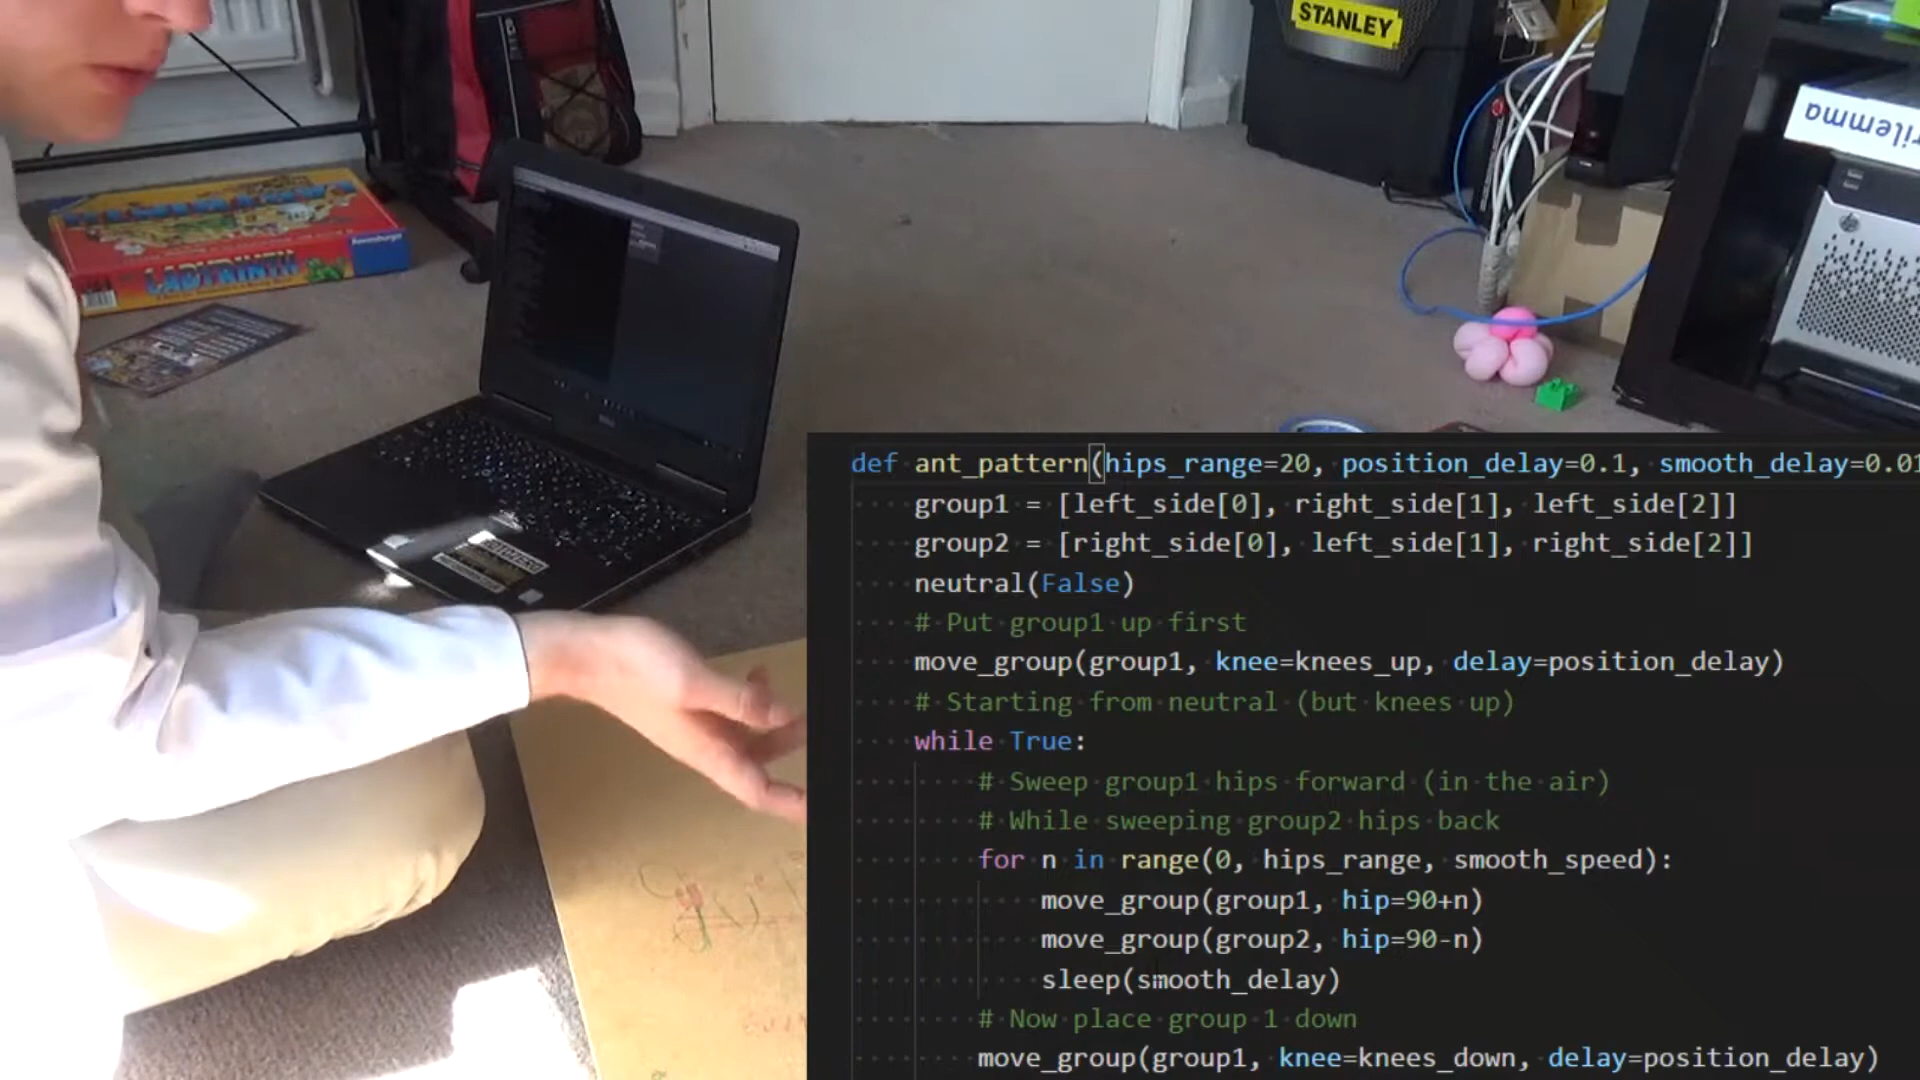 STANLEY
rilemma
LABYRINTH
Ravensburger
def ant_pattern(hips_range=20, position_delay=0.1, smooth_delay=0.01
group1 = [left_side[0], right_side[1], left_side[2]]
group2 = [right_side[0], left_side[1], right_side[2]]
neutral(False)
# Put group1 up first
move_group(group1, knee=knees_up, delay=position_delay)
# Starting from neutral (but knees up)
while True:
# Sweep group1 hips forward (in the air)
# While sweeping group2 hips back
for n in range(0, hips_range, smooth_speed):
move_group(group1, hip=90+n)
move_group(group2, hip=90-n)
sleep(smooth_delay)
# Now place group 1 down
move_group(group1, knee=knees_down, delay=position_delay)